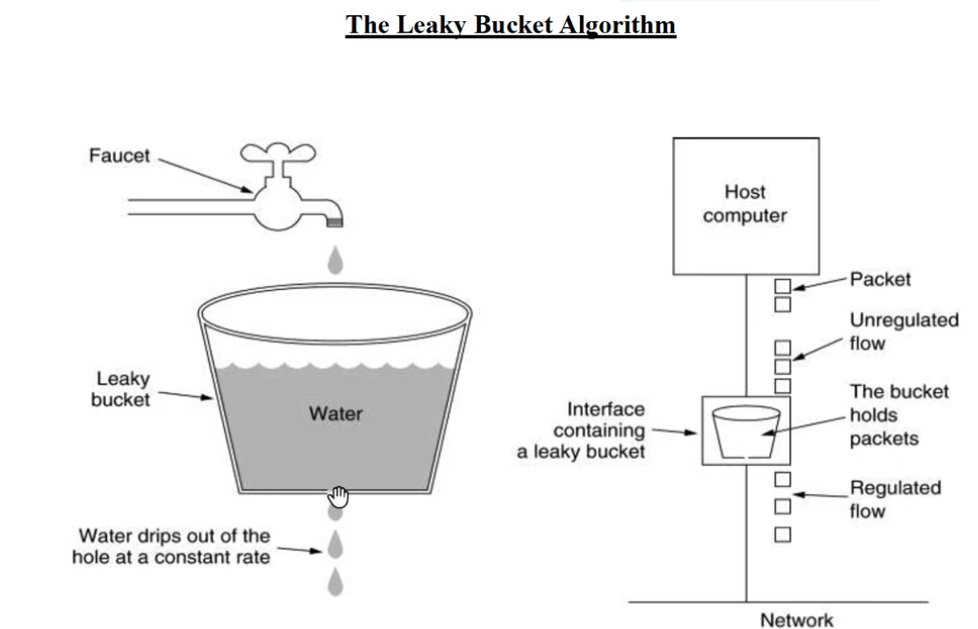 The Leaky Bucket Algorithm
Faucet
Leaky
bucket
Water
Water drips out of the
hole at a constant rate
Host
computer
Packet
Unregulated
flow
The bucket
holds
packets
Interface
containing
a leaky bucket
Regulated
flow
Network